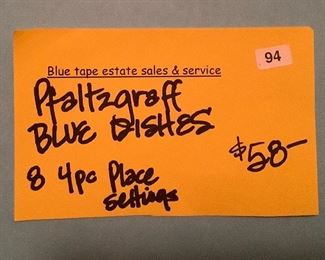 94
Blue tape estate sales & service
Pfaltzgraff
BLUE DISHES
$58-
8 4pc Place
settings